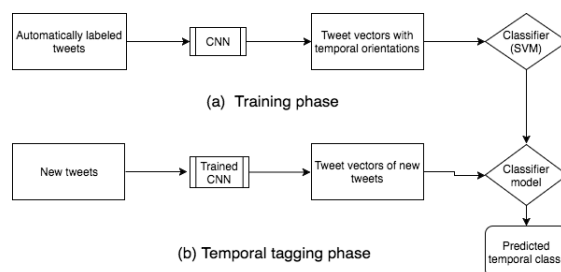 Automatically labeled
tweets
CNN
Tweet vectors with
temporal orientations
Classifier
(SVM)
(a) Training phase
New tweets
Trained
CNN
Tweet vectors of new
tweets
Classifier
model
(b) Temporal tagging phase
Predicted
temporal class